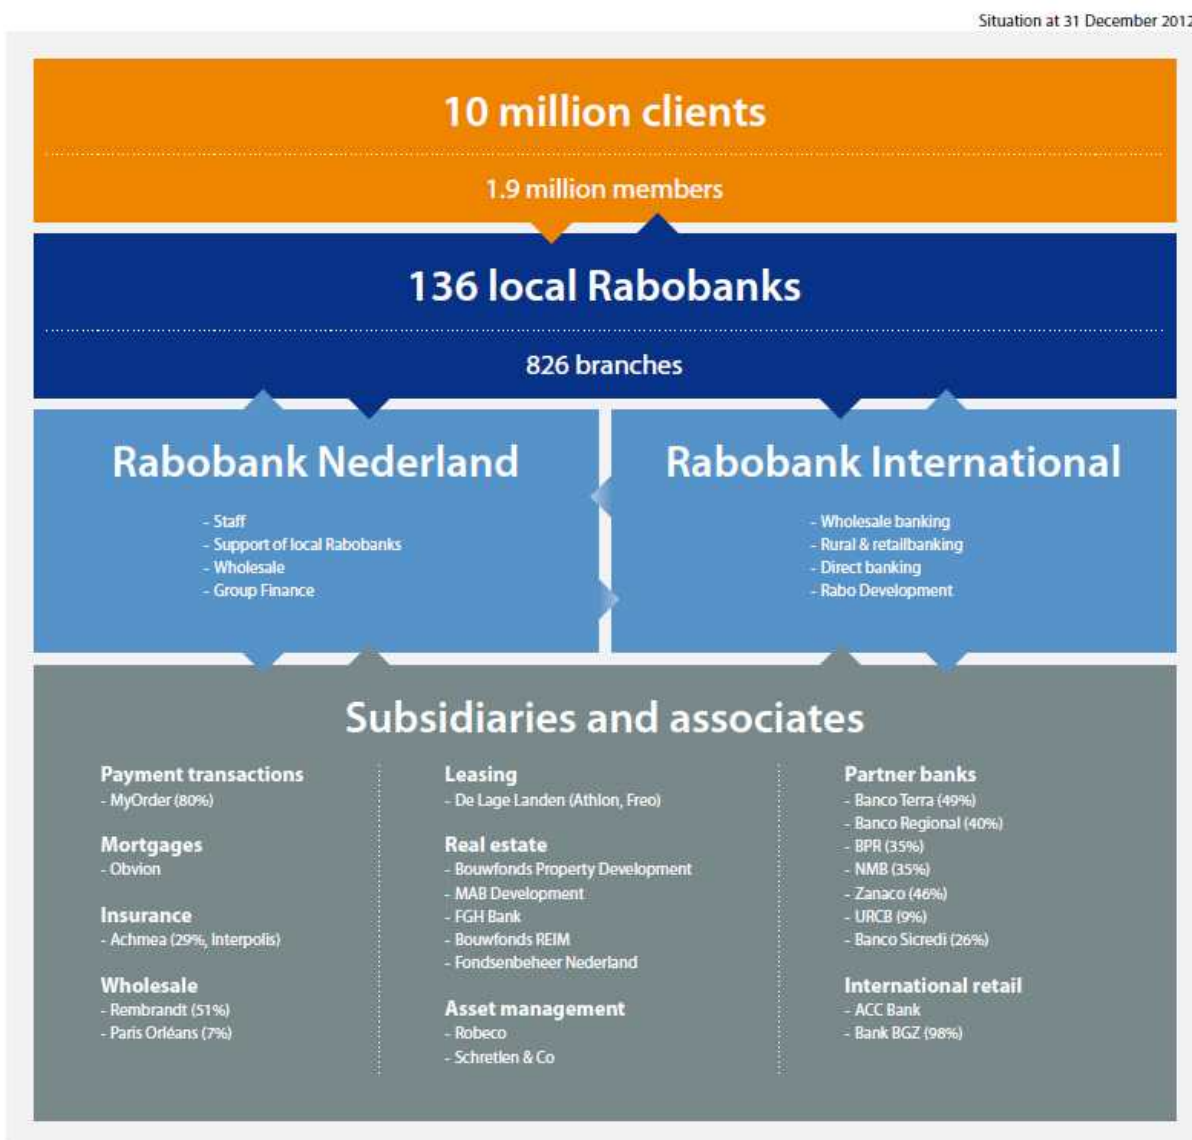 Situation at 31 December 2012
10 million clients
1.9 million members
136 local Rabobanks
826 branches
Rabobank Nederland
- Staff
- Support of local Rabobanks
- Wholesale
- Group Finance
Rabobank International
- Wholesale banking
- Rural & retailbanking
- Direct banking
- Rabo Development
Subsidiaries and associates
Payment transactions
- MyOrder (80%)
Mortgages
- Obvion
Insurance
- Achmea (29%, Interpolis)
Wholesale
- Rembrandt (51%)
- Paris Orléans (7%)
Leasing
- De Lage Landen (Athlon, Freo)
Real estate
- Bouwfonds Property Development
- MAB Development
- FGH Bank
- Bouwfonds REIM
- Fondsenbeheer Nederland
Asset management
- Robeco
- Schretlen & Co
Partner banks
- Banco Terra (49%)
- Banco Regional (40%)
- BPR (35%)
- NMB (35%)
- Zanaco (46%)
- URCB (9%)
- Banco Sicredi (26%)
International retail
- ACC Bank
- Bank BGZ (98%)